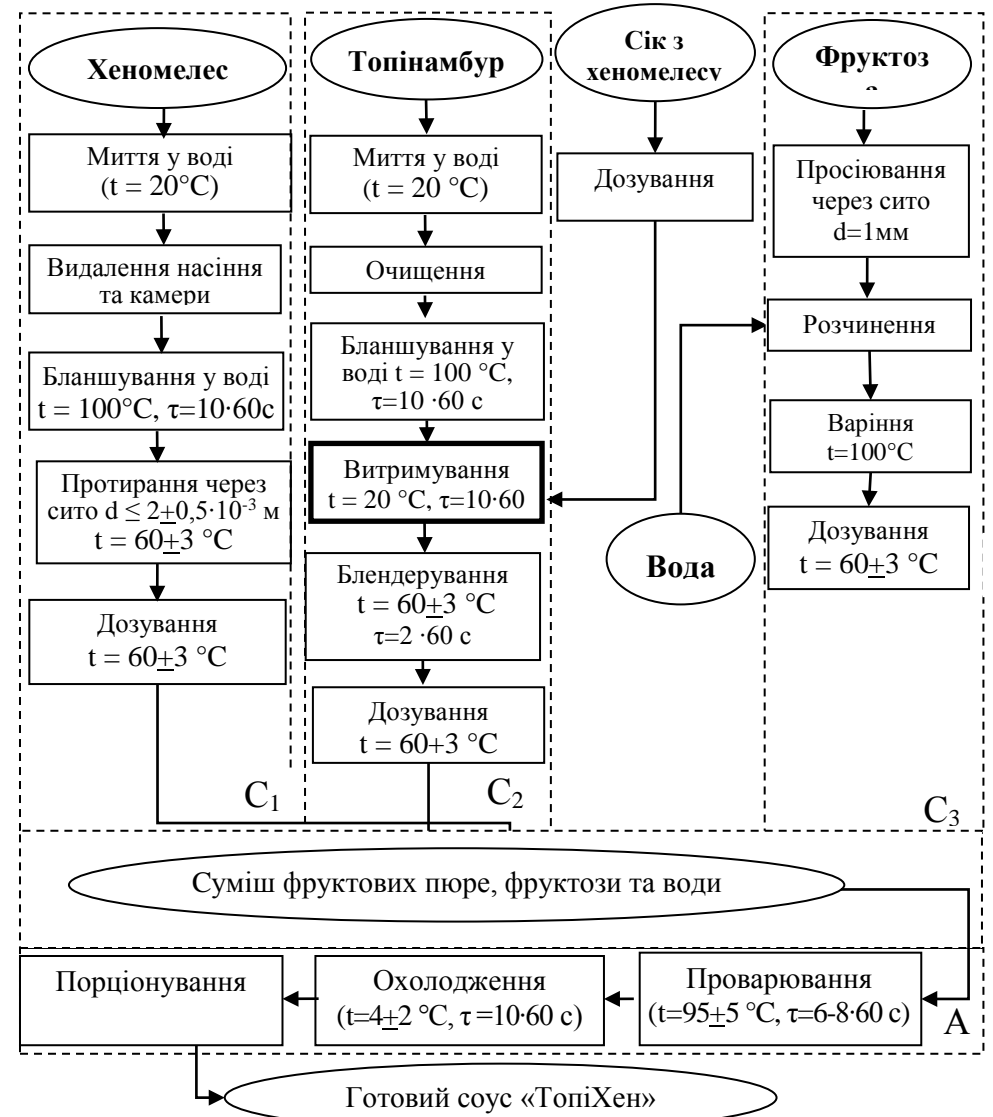 Хеномелес
Миття у воді
(t = 20°C)
Видалення насіння
та камери
Бланшування у воді
t = 100°C, τ=10·60с
Протирання через
сито d ≤ 2±0,5·10⁻³ м
t = 60±3 °C
Дозування
t = 60±3 °C
C₁
Топінамбур
Миття у воді
(t = 20 °C)
Очищення
Бланшування у
воді t = 100 °C,
τ=10 ·60 с
Витримування
t = 20 °C, τ=10·60
Блендерування
t = 60±3 °C
τ=2 ·60 с
Дозування
t = 60+3 °C
C₂
Сік з
хеномелесу
Дозування
Вода
Фруктоз
Просіювання
через сито
d=1мм
Розчинення
Варіння
t=100°C
Дозування
t = 60±3 °C
C₃
Суміш фруктових пюре, фруктози та води
Порціонування
Охолодження
(t=4±2 °C, τ =10·60 с)
Проварювання
(t=95±5 °C, τ=6-8·60 с)
A
Готовий соус «ТопіХен»